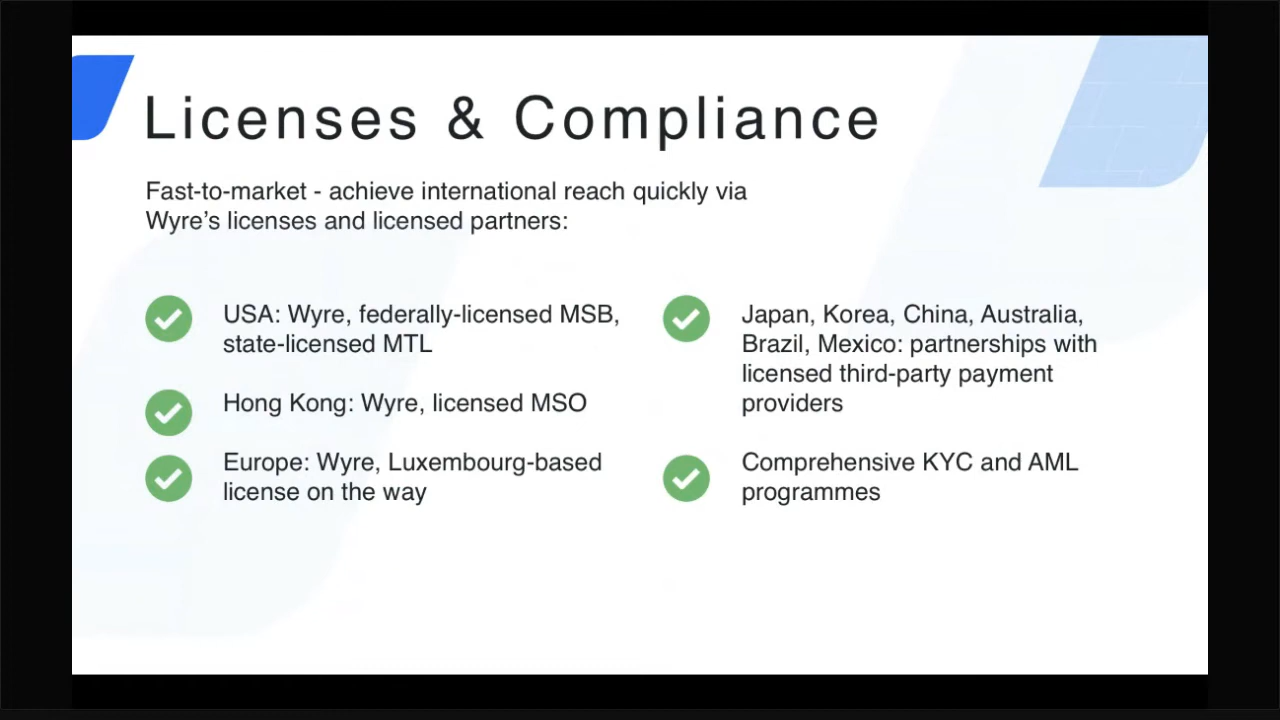 Licenses & Compliance
Fast-to-market - achieve international reach quickly via
Wyre’s licenses and licensed partners:
USA: Wyre, federally-licensed MSB,
state-licensed MTL
Hong Kong: Wyre, licensed MSO
Europe: Wyre, Luxembourg-based
license on the way
Japan, Korea, China, Australia,
Brazil, Mexico: partnerships with
licensed third-party payment
providers
Comprehensive KYC and AML
programmes